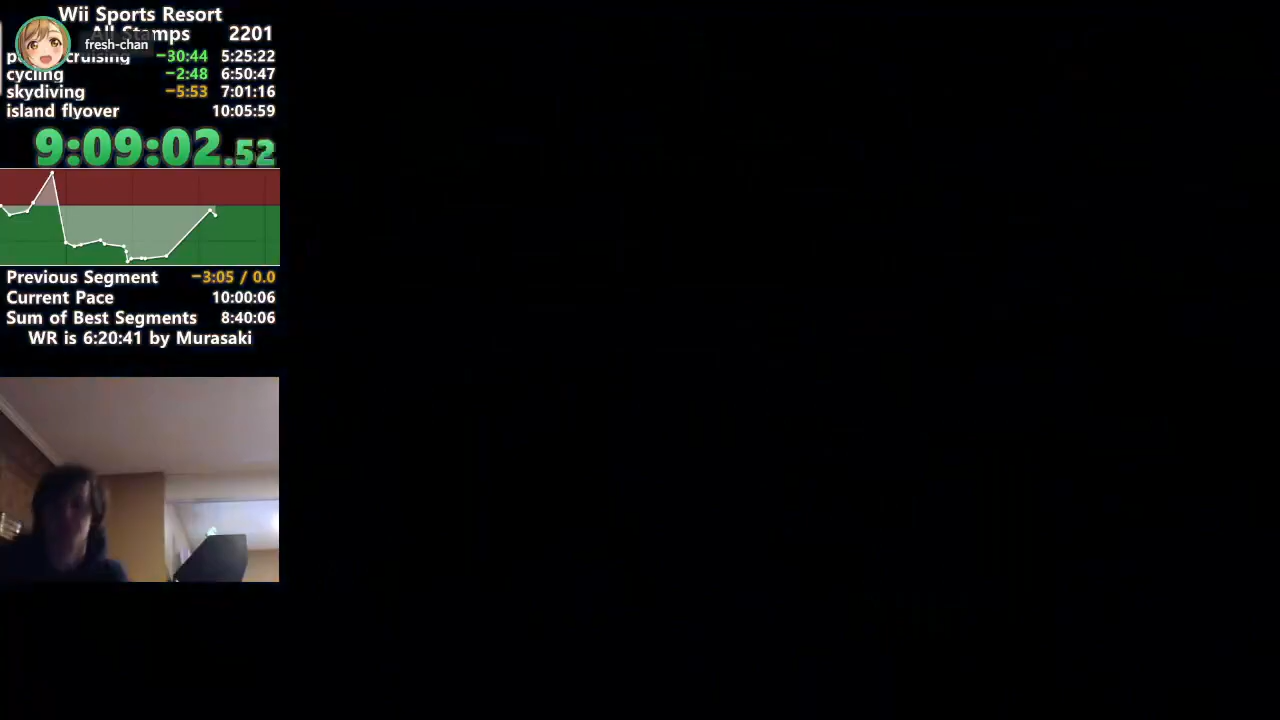 Wii Sports Resort
All Stamps 2201
fresh-chan
cruising −30:44 5:25:22
cycling −2:48 6:50:47
skydiving −5:53 7:01:16
island flyover 10:05:59
9:09:02.52
Previous Segment −3:05 / 0.0
Current Pace 10:00:06
Sum of Best Segments 8:40:06
WR is 6:20:41 by Murasaki